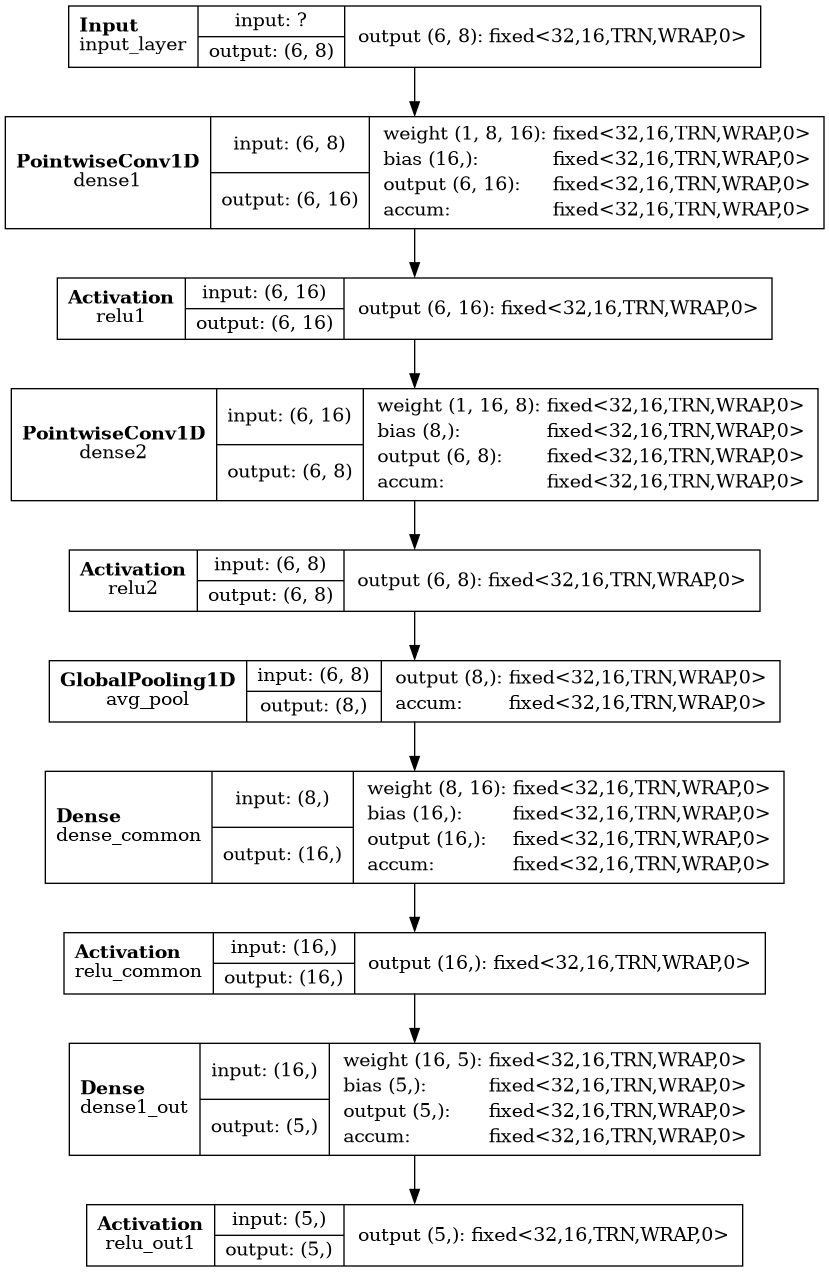 Input
input_layer
input: ?
output: (6, 8)
output (6, 8): fixed<32,16,TRN,WRAP,0>
PointwiseConv1D
dense1
input: (6, 8)
output: (6, 16)
weight (1, 8, 16): fixed<32,16,TRN,WRAP,0>
bias (16,): fixed<32,16,TRN,WRAP,0>
output (6, 16): fixed<32,16,TRN,WRAP,0>
accum: fixed<32,16,TRN,WRAP,0>
Activation
relu1
input: (6, 16)
output: (6, 16)
output (6, 16): fixed<32,16,TRN,WRAP,0>
PointwiseConv1D
dense2
input: (6, 16)
output: (6, 8)
weight (1, 16, 8): fixed<32,16,TRN,WRAP,0>
bias (8,): fixed<32,16,TRN,WRAP,0>
output (6, 8): fixed<32,16,TRN,WRAP,0>
accum: fixed<32,16,TRN,WRAP,0>
Activation
relu2
input: (6, 8)
output: (6, 8)
output (6, 8): fixed<32,16,TRN,WRAP,0>
GlobalPooling1D
avg_pool
input: (6, 8)
output: (8,)
output (8,): fixed<32,16,TRN,WRAP,0>
accum: fixed<32,16,TRN,WRAP,0>
Dense
dense_common
input: (8,)
output: (16,)
weight (8, 16): fixed<32,16,TRN,WRAP,0>
bias (16,): fixed<32,16,TRN,WRAP,0>
output (16,): fixed<32,16,TRN,WRAP,0>
accum: fixed<32,16,TRN,WRAP,0>
Activation
relu_common
input: (16,)
output: (16,)
output (16,): fixed<32,16,TRN,WRAP,0>
Dense
dense1_out
input: (16,)
output: (5,)
weight (16, 5): fixed<32,16,TRN,WRAP,0>
bias (5,): fixed<32,16,TRN,WRAP,0>
output (5,): fixed<32,16,TRN,WRAP,0>
accum: fixed<32,16,TRN,WRAP,0>
Activation
relu_out1
input: (5,)
output: (5,)
output (5,): fixed<32,16,TRN,WRAP,0>